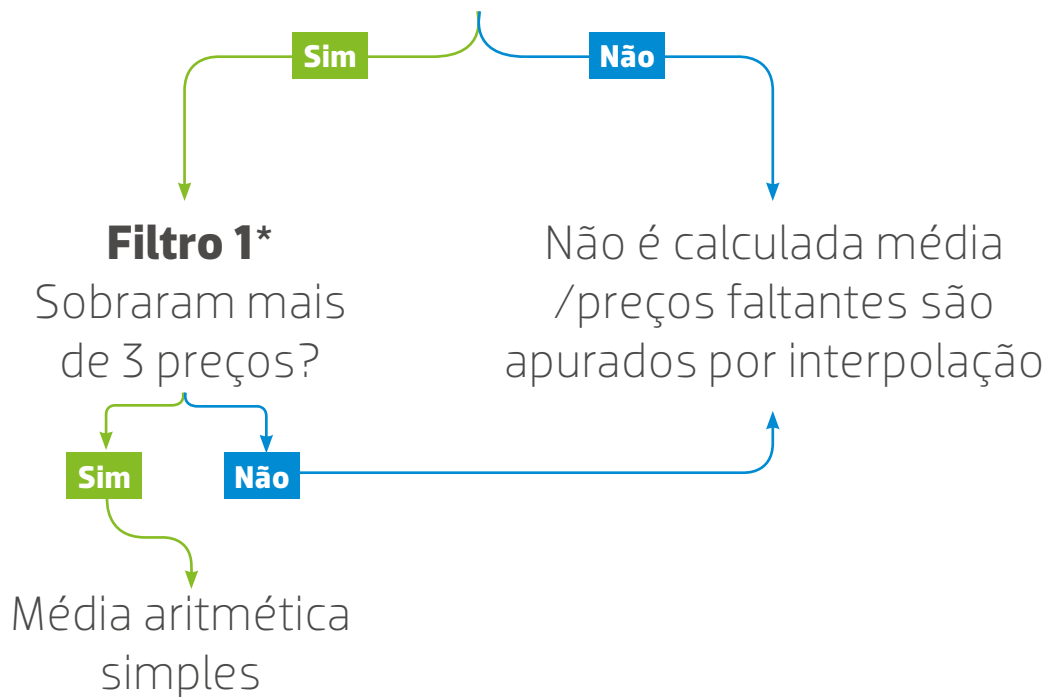 Sim
Não
Filtro 1*
Sobraram mais
de 3 preços?
Não é calculada média
/preços faltantes são
apurados por interpolação
Sim
Não
Média aritmética
simples